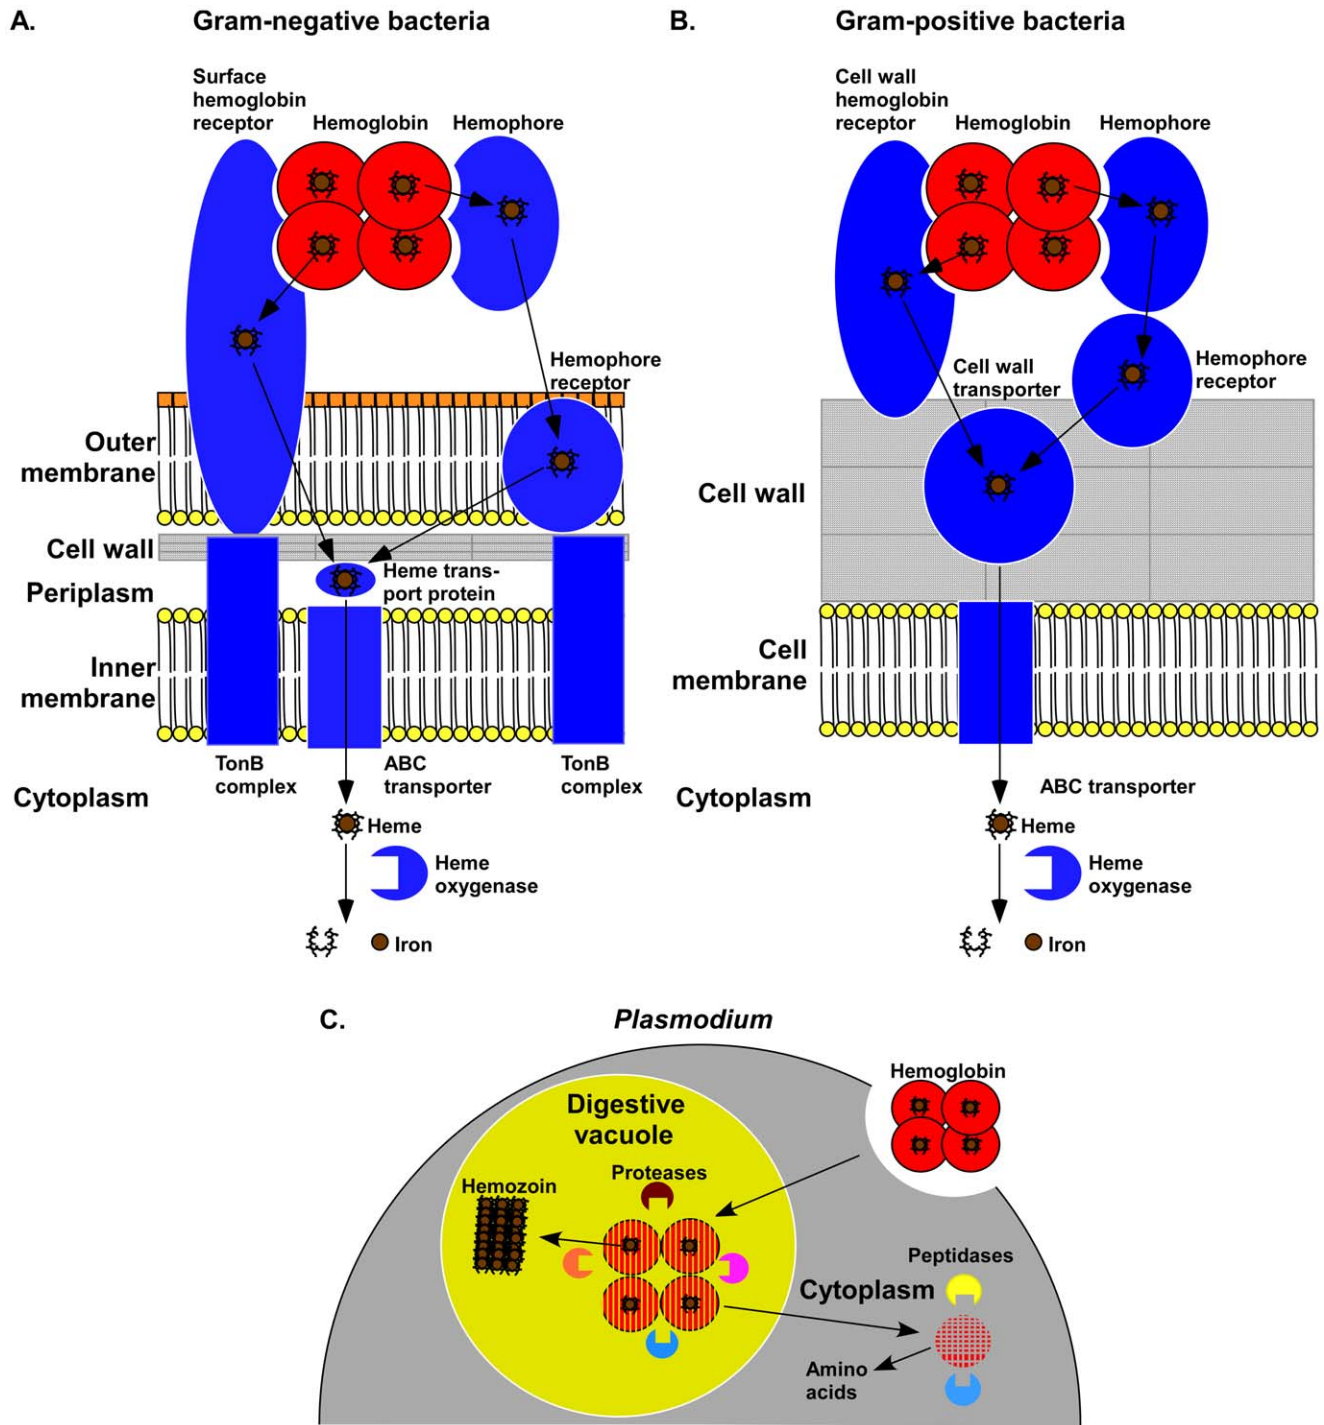 A.
Gram-negative bacteria
Surface
hemoglobin
receptor
Hemoglobin
Hemophore
Hemophore
receptor
Outer
membrane
Cell wall
Periplasm
Heme trans-
port protein
Inner
membrane
TonB
complex
ABC
transporter
TonB
complex
Cytoplasm
Heme
Heme
oxygenase
Iron
B.
Gram-positive bacteria
Cell wall
hemoglobin
receptor
Hemoglobin
Hemophore
Cell wall
transporter
Hemophore
receptor
Cell wall
Cell
membrane
ABC transporter
Cytoplasm
Heme
Heme
oxygenase
Iron
C.
Plasmodium
Hemoglobin
Digestive
vacuole
Proteases
Hemozoin
Peptidases
Cytoplasm
Amino
acids